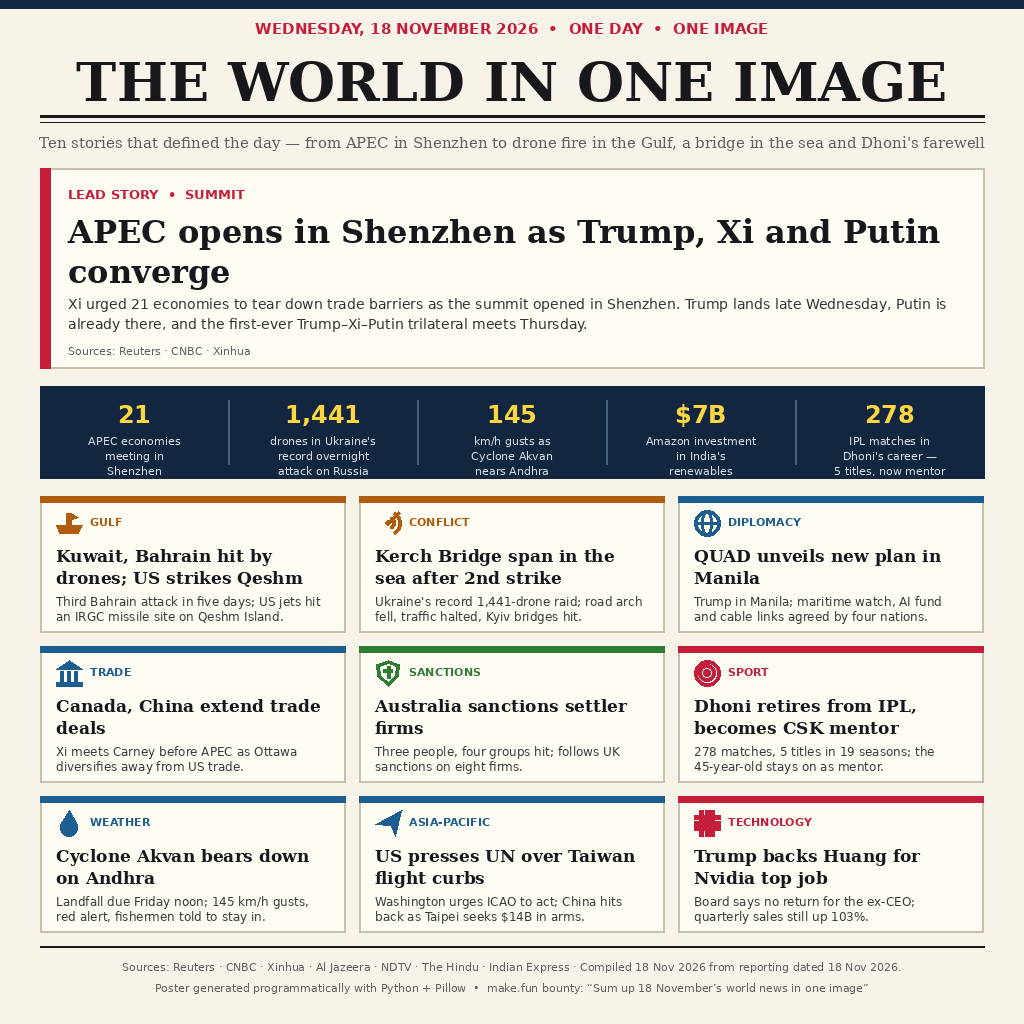 WEDNESDAY, 18 NOVEMBER 2026 • ONE DAY • ONE IMAGE
THE WORLD IN ONE IMAGE
Ten stories that defined the day — from APEC in Shenzhen to drone fire in the Gulf, a bridge in the sea and Dhoni's farewell
LEAD STORY • SUMMIT
APEC opens in Shenzhen as Trump, Xi and Putin
converge
Xi urged 21 economies to tear down trade barriers as the summit opened in Shenzhen. Trump lands late Wednesday, Putin is
already there, and the first-ever Trump–Xi–Putin trilateral meets Thursday.
Sources: Reuters · CNBC · Xinhua
21
APEC economies
meeting in
Shenzhen
1,441
drones in Ukraine's
record overnight
attack on Russia
145
km/h gusts as
Cyclone Akvan
nears Andhra
$7B
Amazon investment
in India's
renewables
278
IPL matches in
Dhoni's career —
5 titles, now mentor
GULF
Kuwait, Bahrain hit by
drones; US strikes Qeshm
Third Bahrain attack in five days; US jets hit
an IRGC missile site on Qeshm Island.
CONFLICT
Kerch Bridge span in the
sea after 2nd strike
Ukraine's record 1,441-drone raid; road arch
fell, traffic halted, Kyiv bridges hit.
DIPLOMACY
QUAD unveils new plan in
Manila
Trump in Manila; maritime watch, AI fund
and cable links agreed by four nations.
TRADE
Canada, China extend trade
deals
Xi meets Carney before APEC as Ottawa
diversifies away from US trade.
SANCTIONS
Australia sanctions settler
firms
Three people, four groups hit; follows UK
sanctions on eight firms.
SPORT
Dhoni retires from IPL,
becomes CSK mentor
278 matches, 5 titles in 19 seasons; the
45-year-old stays on as mentor.
WEATHER
Cyclone Akvan bears down
on Andhra
Landfall due Friday noon; 145 km/h gusts,
red alert, fishermen told to stay in.
ASIA-PACIFIC
US presses UN over Taiwan
flight curbs
Washington urges ICAO to act; China hits
back as Taipei seeks $14B in arms.
TECHNOLOGY
Trump backs Huang for
Nvidia top job
Board says no return for the ex-CEO;
quarterly sales still up 103%.
Sources: Reuters · CNBC · Xinhua · Al Jazeera · NDTV · The Hindu · Indian Express · Compiled 18 Nov 2026 from reporting dated 18 Nov 2026.
Poster generated programmatically with Python + Pillow • make.fun bounty: “Sum up 18 November’s world news in one image”